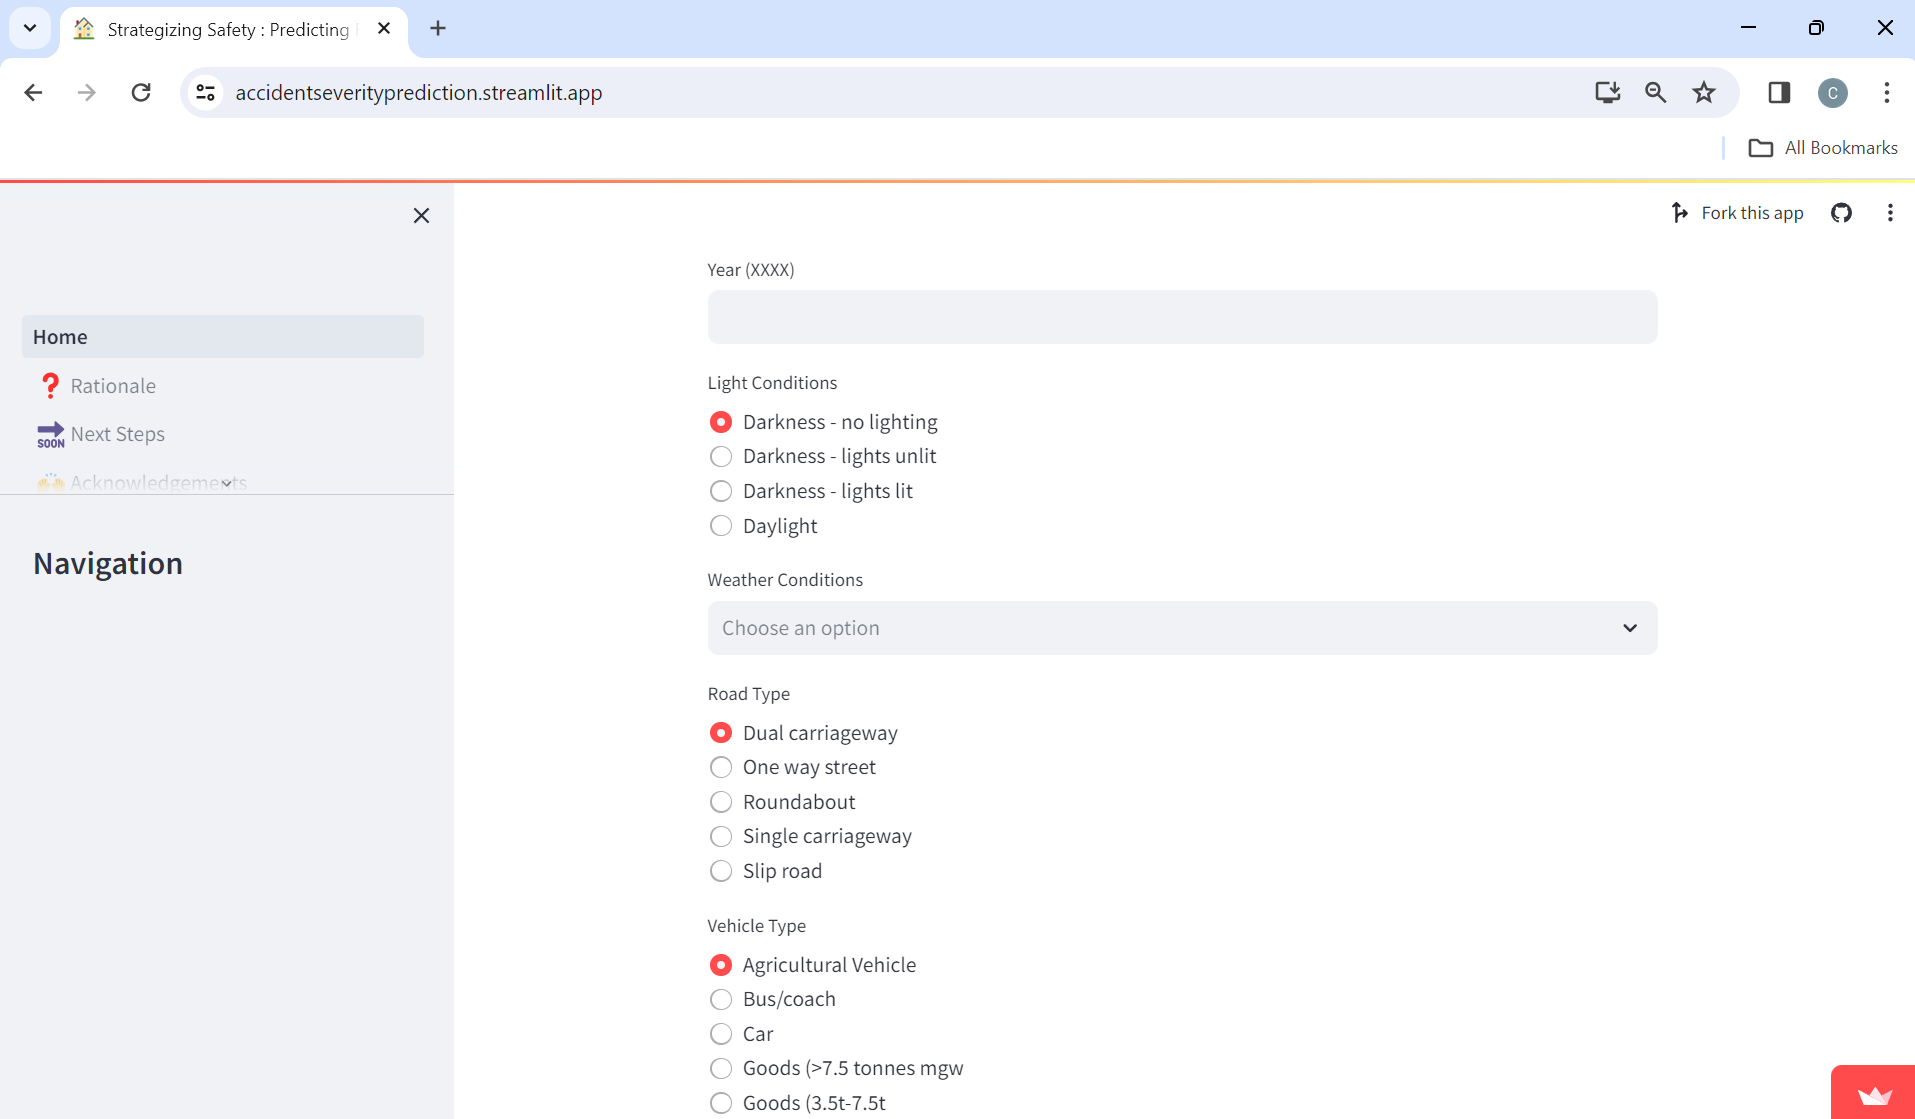 Strategizing Safety : Predicting
accidentseverityprediction.streamlit.app
C
All Bookmarks
Fork this app
Home
Rationale
SOON Next Steps
Acknowledgements
Navigation
Year (XXXX)
Light Conditions
Darkness - no lighting
Darkness - lights unlit
Darkness - lights lit
Daylight
Weather Conditions
Choose an option
Road Type
Dual carriageway
One way street
Roundabout
Single carriageway
Slip road
Vehicle Type
Agricultural Vehicle
Bus/coach
Car
Goods (>7.5 tonnes mgw
Goods (3.5t-7.5t